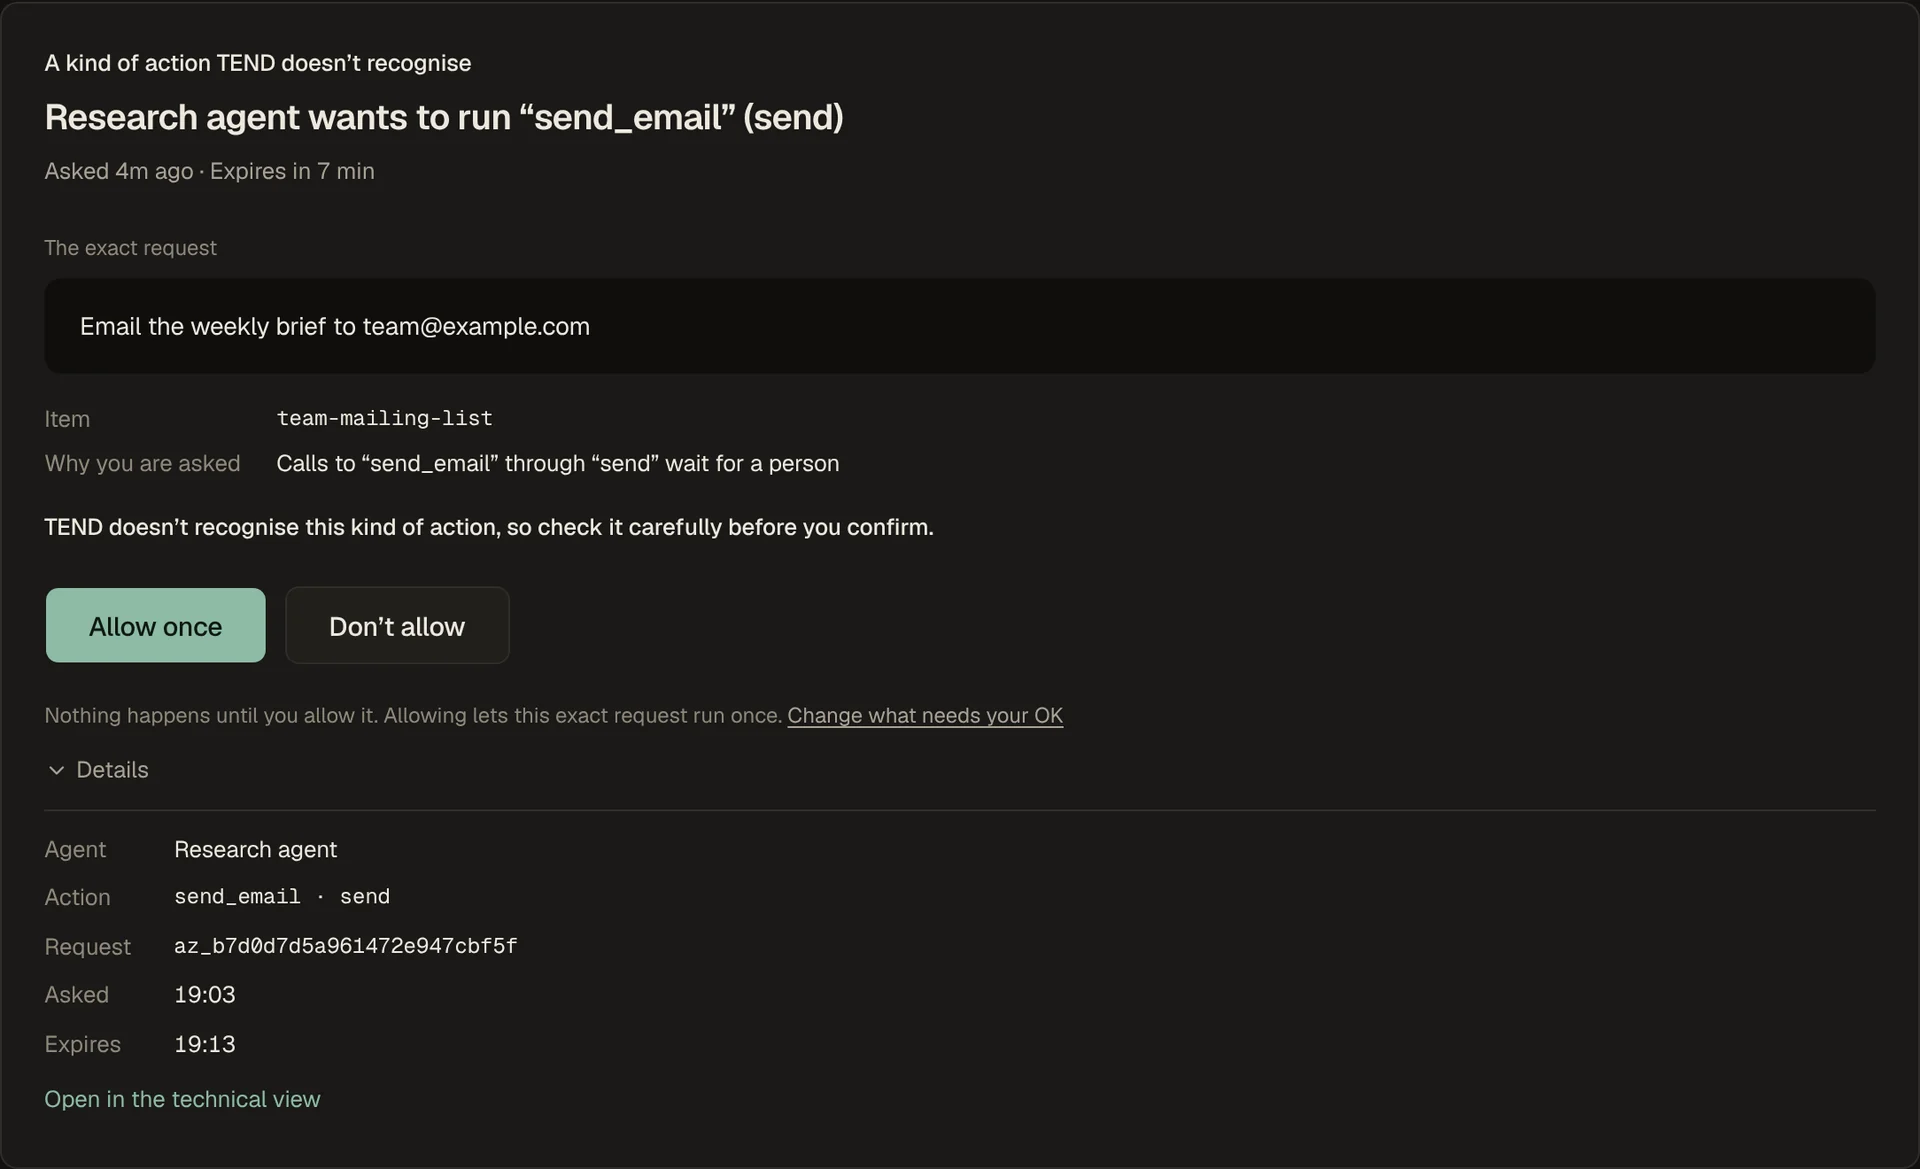 A kind of action TEND doesn’t recognise
Research agent wants to run “send_email” (send)
Asked 4m ago · Expires in 7 min
The exact request
Email the weekly brief to team@example.com
Item team-mailing-list
Why you are asked Calls to “send_email” through “send” wait for a person
TEND doesn’t recognise this kind of action, so check it carefully before you confirm.
Allow once Don’t allow
Nothing happens until you allow it. Allowing lets this exact request run once. Change what needs your OK
Details
Agent Research agent
Action send_email · send
Request az_b7d0d7d5a961472e947cbf5f
Asked 19:03
Expires 19:13
Open in the technical view